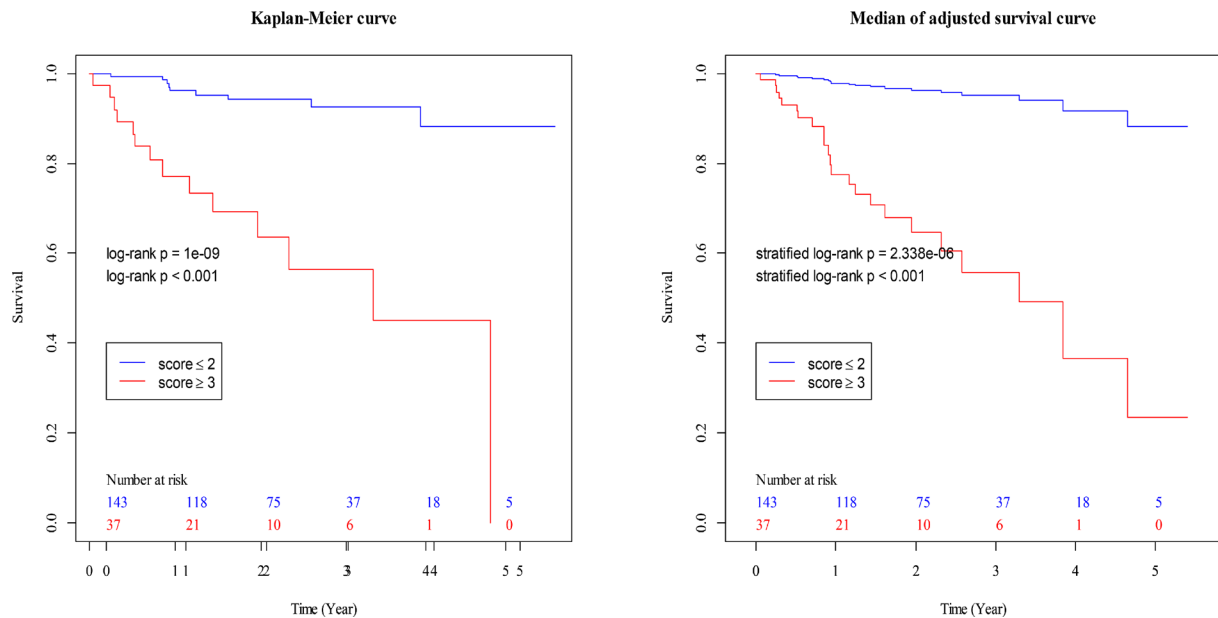 Kaplan-Meier curve
1.0
0.8
0.6
0.4
0.2
0.0
Survival
log-rank p = 1e-09
log-rank p < 0.001
score ≤ 2
score ≥ 3
Number at risk
143 118 75 37 18 5
37 21 10 6 1 0
0 0 1 1 2 2 3 3 4 4 5 5
Time (Year)
Median of adjusted survival curve
1.0
0.8
0.6
0.4
0.2
0.0
Survival
stratified log-rank p = 2.338e-06
stratified log-rank p < 0.001
score ≤ 2
score ≥ 3
Number at risk
143 118 75 37 18 5
37 21 10 6 1 0
0 1 2 3 4 5
Time (Year)